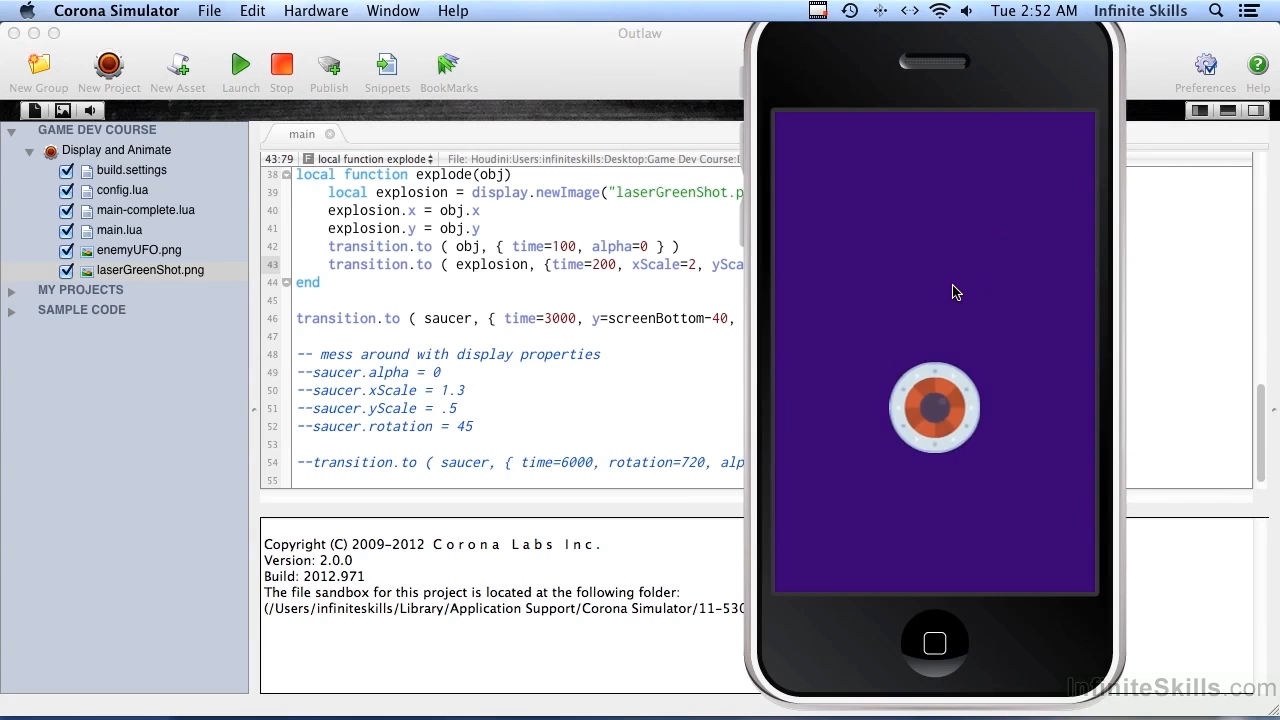 Corona Simulator File Edit Hardware Window Help Tue 2:52 AM Infinite Skills
Outlaw
New Group New Project New Asset Launch Stop Publish Snippets BookMarks Preferences Help
GAME DEV COURSE
Display and Animate
build.settings
config.lua
main-complete.lua
main.lua
enemyUFO.png
laserGreenShot.png
MY PROJECTS
SAMPLE CODE
main
43:79 F local function explode( File: Houdini:Users:infiniteskills:Desktop:Game Dev Course:D
38 local function explode(obj)
39 local explosion = display.newImage("laserGreenShot.p
40 explosion.x = obj.x
41 explosion.y = obj.y
42 transition.to ( obj, { time=100, alpha=0 } )
43 transition.to ( explosion, {time=200, xScale=2, ySca
44 end
45
46 transition.to ( saucer, { time=3000, y=screenBottom-40,
47
48 -- mess around with display properties
49 --saucer.alpha = 0
50 --saucer.xScale = 1.3
51 --saucer.yScale = .5
52 --saucer.rotation = 45
53
54 --transition.to ( saucer, { time=6000, rotation=720, alp
55
Copyright (C) 2009-2012 Corona Labs Inc.
Version: 2.0.0
Build: 2012.971
The file sandbox for this project is located at the following folder:
(/Users/infiniteskills/Library/Application Support/Corona Simulator/11-530
InfiniteSkills.com